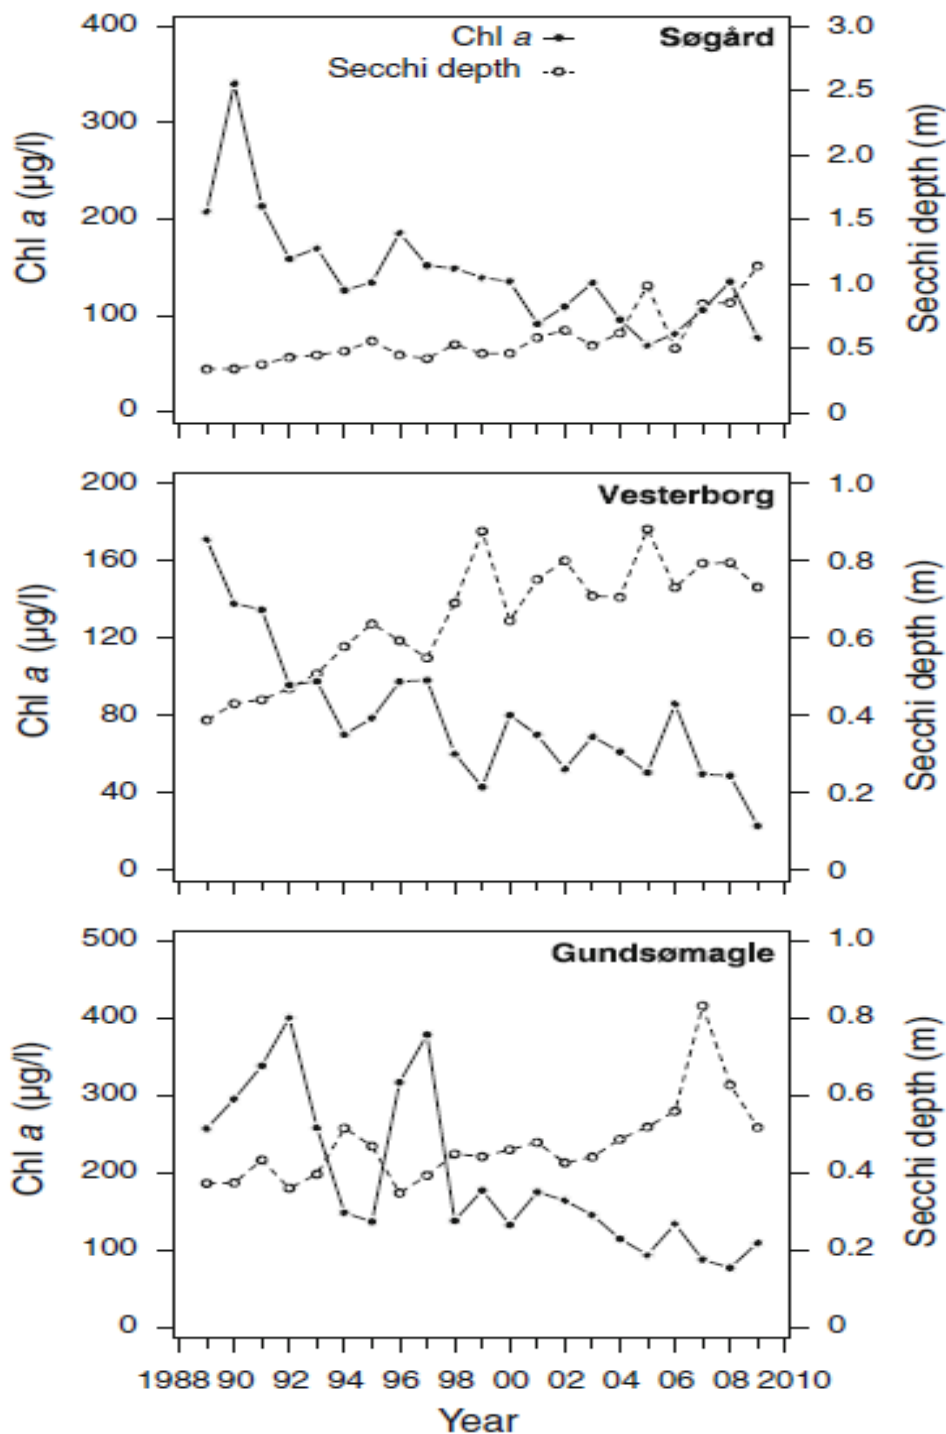 Søgård
Chl a
Secchi depth
400
300
200
100
0
Chl a (µg/l)
3.0
2.5
2.0
1.5
1.0
0.5
0
Secchi depth (m)
Vesterborg
200
160
120
80
40
0
Chl a (µg/l)
1.0
0.8
0.6
0.4
0.2
0
Secchi depth (m)
Gundsømagle
500
400
300
200
100
0
Chl a (µg/l)
1.0
0.8
0.6
0.4
0.2
0
Secchi depth (m)
1988 90 92 94 96 98 00 02 04 06 08 2010
Year